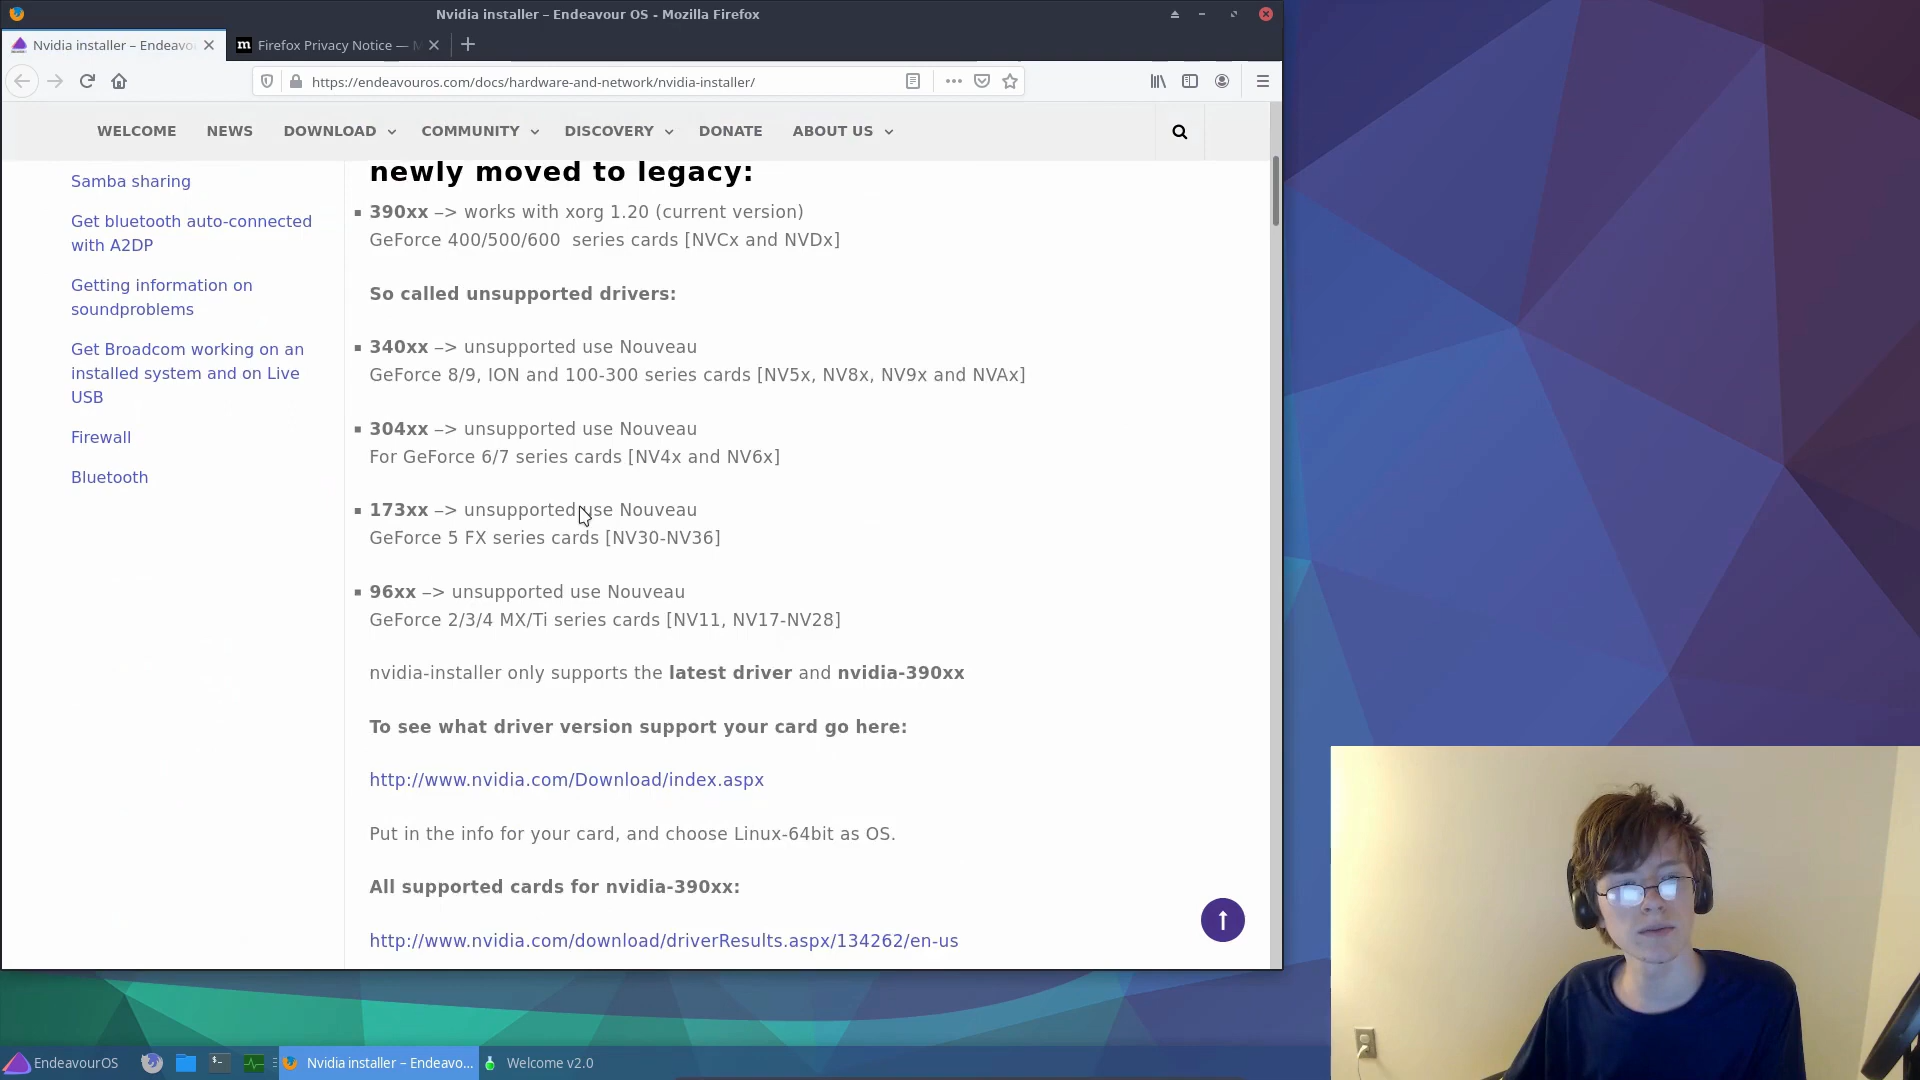 Nvidia installer – Endeavour OS - Mozilla Firefox
Nvidia installer – Endeavo
m Firefox Privacy Notice — M
https://endeavouros.com/docs/hardware-and-network/nvidia-installer/
WELCOME NEWS DOWNLOAD COMMUNITY DISCOVERY DONATE ABOUT US
Samba sharing
Get bluetooth auto-connected
with A2DP
Getting information on
soundproblems
Get Broadcom working on an
installed system and on Live
USB
Firewall
Bluetooth
newly moved to legacy:
390xx –> works with xorg 1.20 (current version)
GeForce 400/500/600 series cards [NVCx and NVDx]
So called unsupported drivers:
340xx –> unsupported use Nouveau
GeForce 8/9, ION and 100-300 series cards [NV5x, NV8x, NV9x and NVAx]
304xx –> unsupported use Nouveau
For GeForce 6/7 series cards [NV4x and NV6x]
173xx –> unsupported use Nouveau
GeForce 5 FX series cards [NV30-NV36]
96xx –> unsupported use Nouveau
GeForce 2/3/4 MX/Ti series cards [NV11, NV17-NV28]
nvidia-installer only supports the latest driver and nvidia-390xx
To see what driver version support your card go here:
http://www.nvidia.com/Download/index.aspx
Put in the info for your card, and choose Linux-64bit as OS.
All supported cards for nvidia-390xx:
http://www.nvidia.com/download/driverResults.aspx/134262/en-us
EndeavourOS
Nvidia installer – Endeavo...
Welcome v2.0